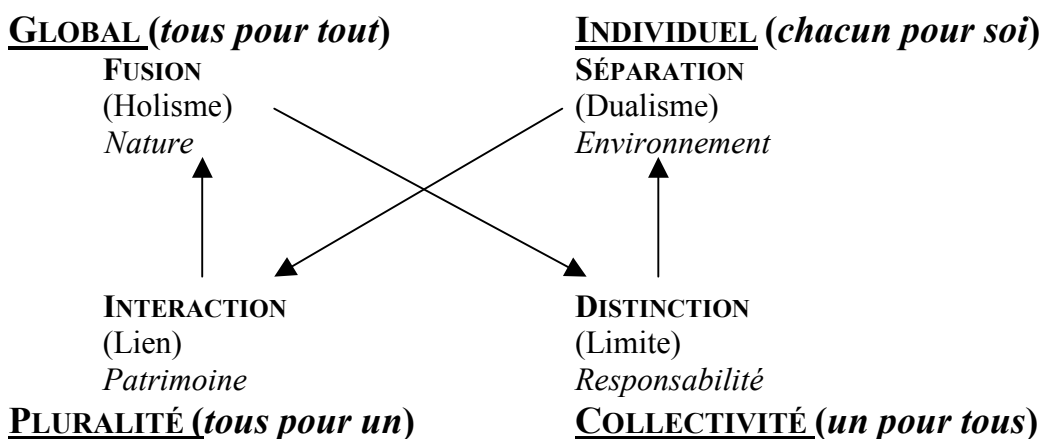 GLOBAL (tous pour tout)
FUSION
(Holisme)
Nature
INDIVIDUEL (chacun pour soi)
SÉPARATION
(Dualisme)
Environnement
INTERACTION
(Lien)
Patrimoine
PLURALITÉ (tous pour un)
DISTINCTION
(Limite)
Responsabilité
COLLECTIVITÉ (un pour tous)